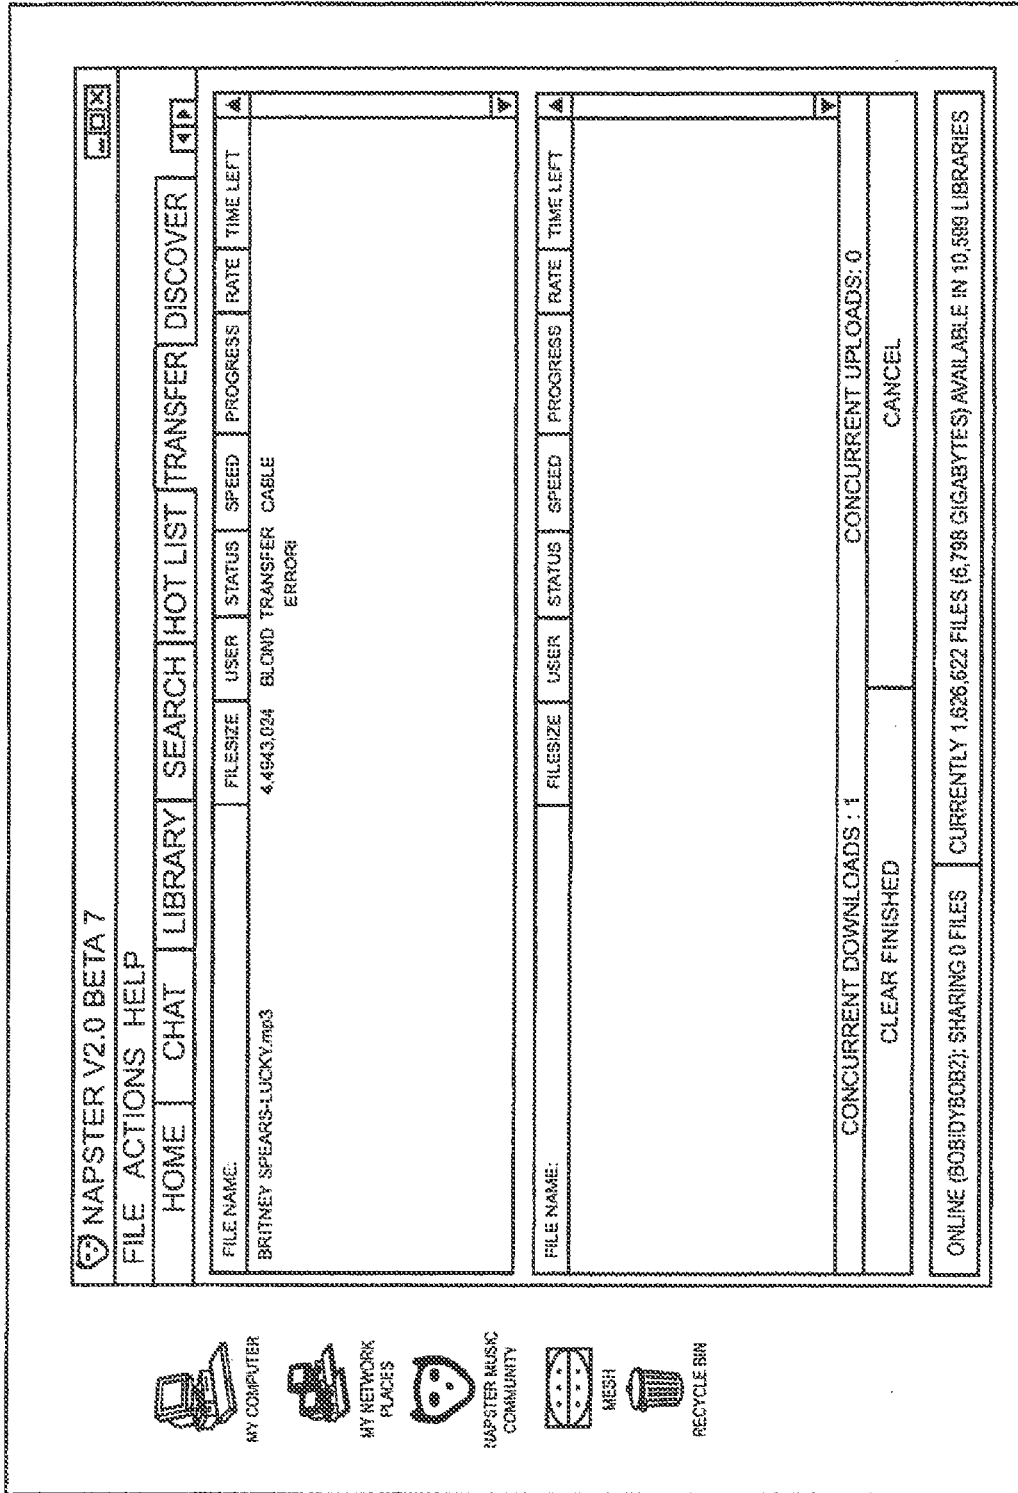 NAPSTER V2.0 BETA 7
FILE ACTIONS HELP
HOME CHAT LIBRARY SEARCH HOT LIST TRANSFER DISCOVER
FILE NAME: FILESIZE USER STATUS SPEED PROGRESS RATE TIME LEFT
BRITNEY SPEARS-LUCKY.mp3 4,4943,024 BLOND TRANSFER CABLE
ERROR!
FILE NAME: FILESIZE USER STATUS SPEED PROGRESS RATE TIME LEFT
CONCURRENT DOWNLOADS : 1 CONCURRENT UPLOADS: 0
CLEAR FINISHED CANCEL
ONLINE (BOBIDYBOB2): SHARING 0 FILES CURRENTLY 1,626,622 FILES (6,798 GIGABYTES) AVAILABLE IN 10,599 LIBRARIES
MY COMPUTER
MY NETWORK
PLACES
NAPSTER MUSIC
COMMUNITY
MESH
RECYCLE BIN